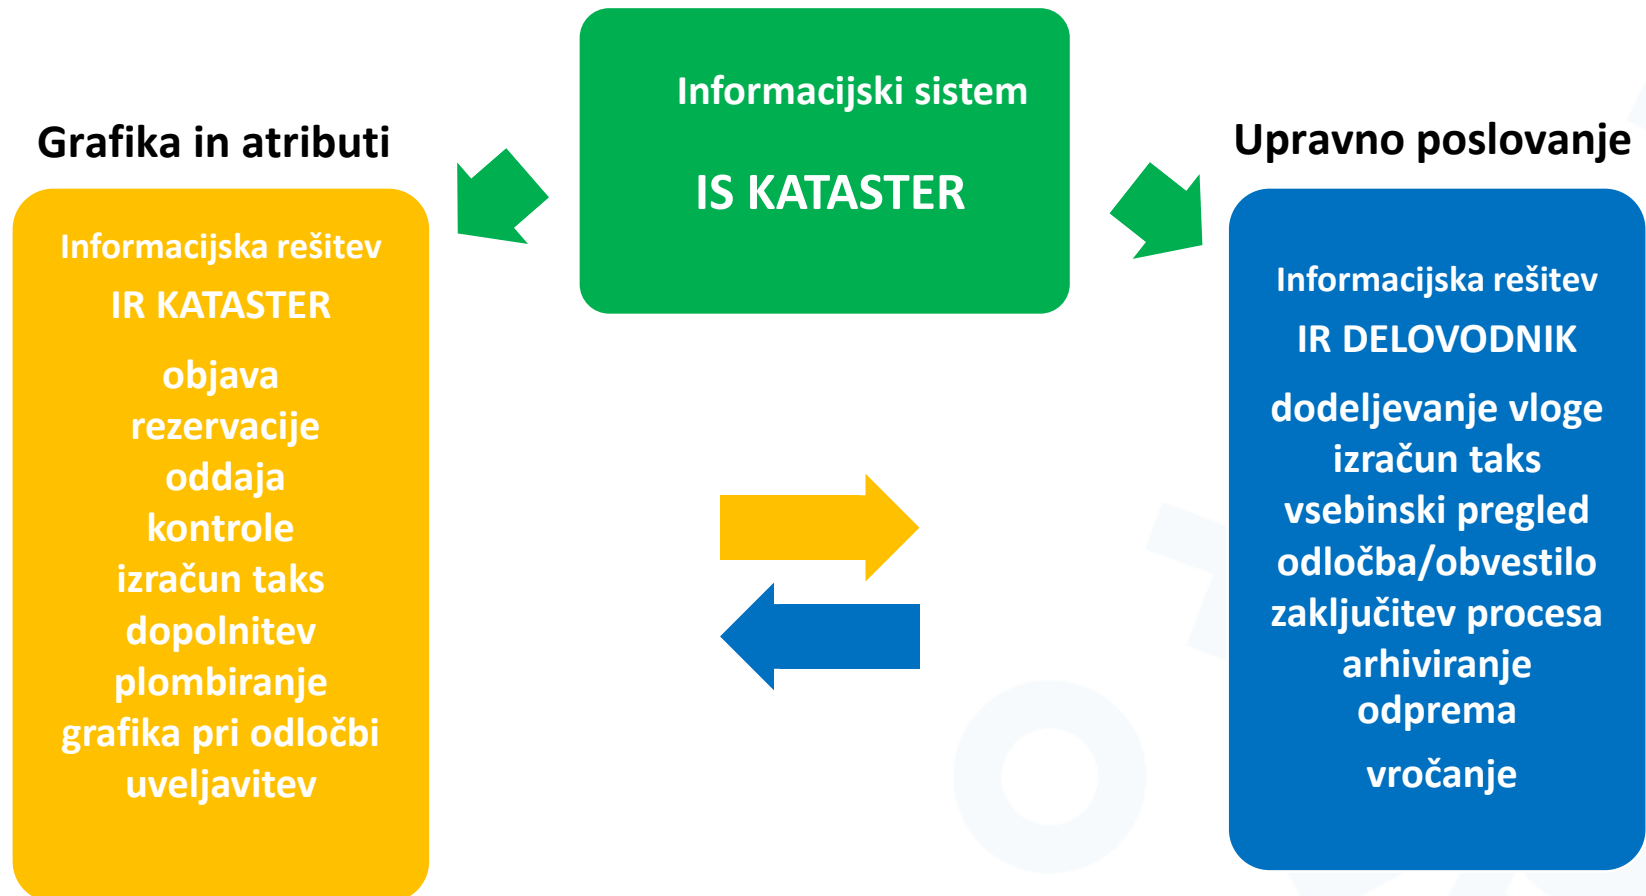 Informacijski sistem
IS KATASTER
Grafika in atributi
Informacijska rešitev
IR KATASTER
objava
rezervacije
oddaja
kontrole
izračun taks
dopolnitev
plombiranje
grafika pri odločbi
uveljavitev
Upravno poslovanje
Informacijska rešitev
IR DELOVODNIK
dodeljevanje vloge
izračun taks
vsebinski pregled
odločba/obvestilo
zaključitev procesa
arhiviranje
odprema
vročanje